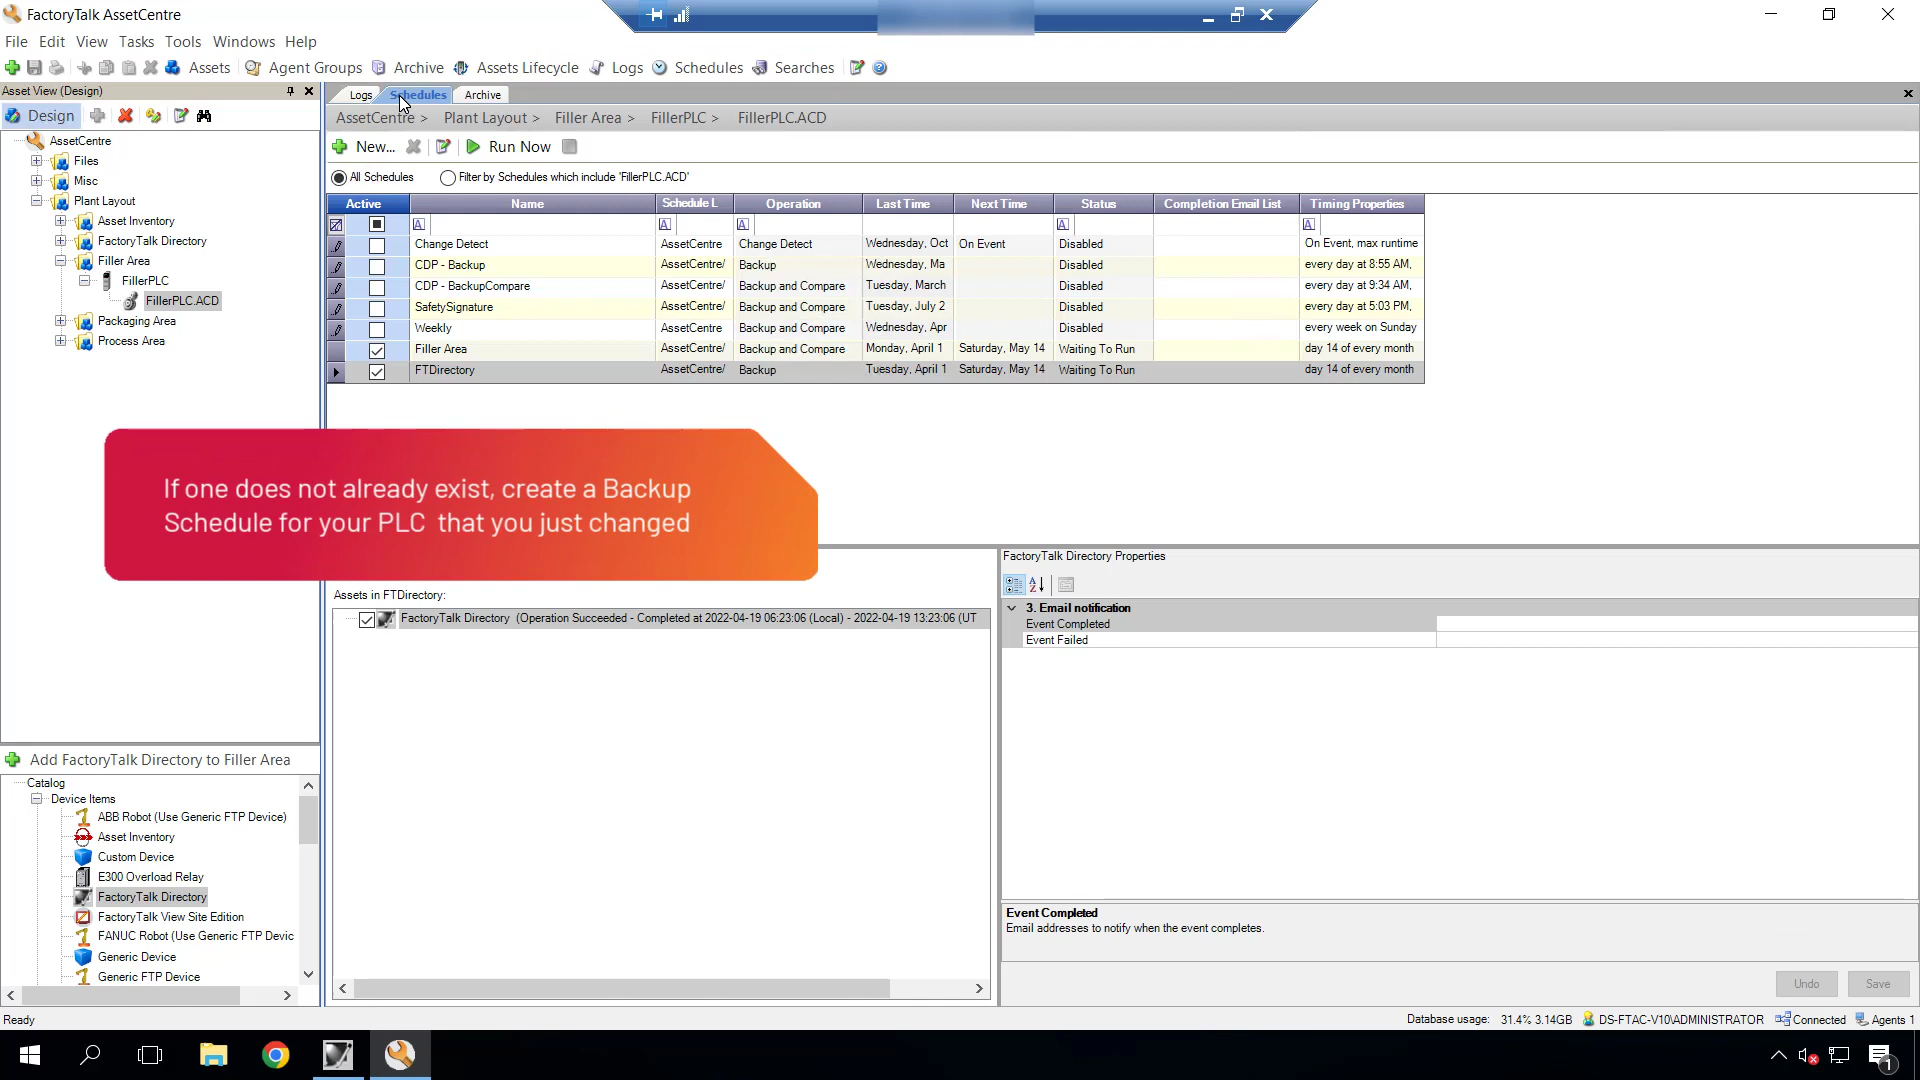 FactoryTalk AssetCentre
File Edit View Tasks Tools Windows Help
Assets Agent Groups Archive Assets Lifecycle Logs Schedules Searches
Asset View (Design)
Design
AssetCentre
Files
Misc
Plant Layout
Asset Inventory
FactoryTalk Directory
Filler Area
FillerPLC
FillerPLC.ACD
Packaging Area
Process Area
Add FactoryTalk Directory to Filler Area
Catalog
Device Items
ABB Robot (Use Generic FTP Device)
Asset Inventory
Custom Device
E300 Overload Relay
FactoryTalk Directory
FactoryTalk View Site Edition
FANUC Robot (Use Generic FTP Devic
Generic Device
Generic FTP Device
Logs Schedules Archive
AssetCentre > Plant Layout > Filler Area > FillerPLC > FillerPLC.ACD
New... Run Now
All Schedules Filter by Schedules which include 'FillerPLC.ACD'
Active Name Schedule L Operation Last Time Next Time Status Completion Email List Timing Properties
Change Detect AssetCentre Change Detect Wednesday, Oct On Event Disabled On Event, max runtime
CDP - Backup AssetCentre/ Backup Wednesday, Ma Disabled every day at 8:55 AM,
CDP - BackupCompare AssetCentre/ Backup and Compare Tuesday, March Disabled every day at 9:34 AM,
SafetySignature AssetCentre/ Backup and Compare Tuesday, July 2 Disabled every day at 5:03 PM,
Weekly AssetCentre Backup and Compare Wednesday, Apr Disabled every week on Sunday
Filler Area AssetCentre/ Backup and Compare Monday, April 1 Saturday, May 14 Waiting To Run day 14 of every month
FTDirectory AssetCentre/ Backup Tuesday, April 1 Saturday, May 14 Waiting To Run day 14 of every month
If one does not already exist, create a Backup
Schedule for your PLC that you just changed
Assets in FTDirectory:
FactoryTalk Directory (Operation Succeeded - Completed at 2022-04-19 06:23:06 (Local) - 2022-04-19 13:23:06 (UT
FactoryTalk Directory Properties
3. Email notification
Event Completed
Event Failed
Event Completed
Email addresses to notify when the event completes.
Undo Save
Ready
Database usage: 31.4% 3.14GB DS-FTAC-V10\ADMINISTRATOR Connected Agents 1
1